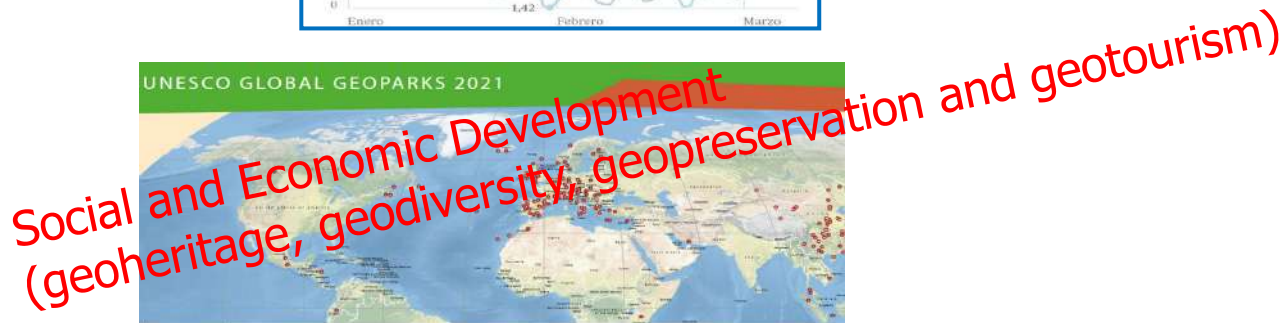 0
1,42
Enero Febrero Marzo
UNESCO GLOBAL GEOPARKS 2021
Social and Economic Development
(geoheritage, geodiversity, geopreservation and geotourism)